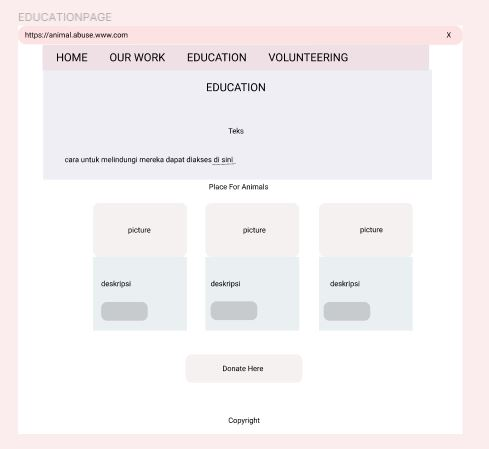 EDUCATIONPAGE
https://animal.abuse.www.com X
HOME OUR WORK EDUCATION VOLUNTEERING
EDUCATION
Teks
cara untuk melindungi mereka dapat diakses di sini
Place For Animals
picture picture picture
deskripsi deskripsi deskripsi
Donate Here
Copyright